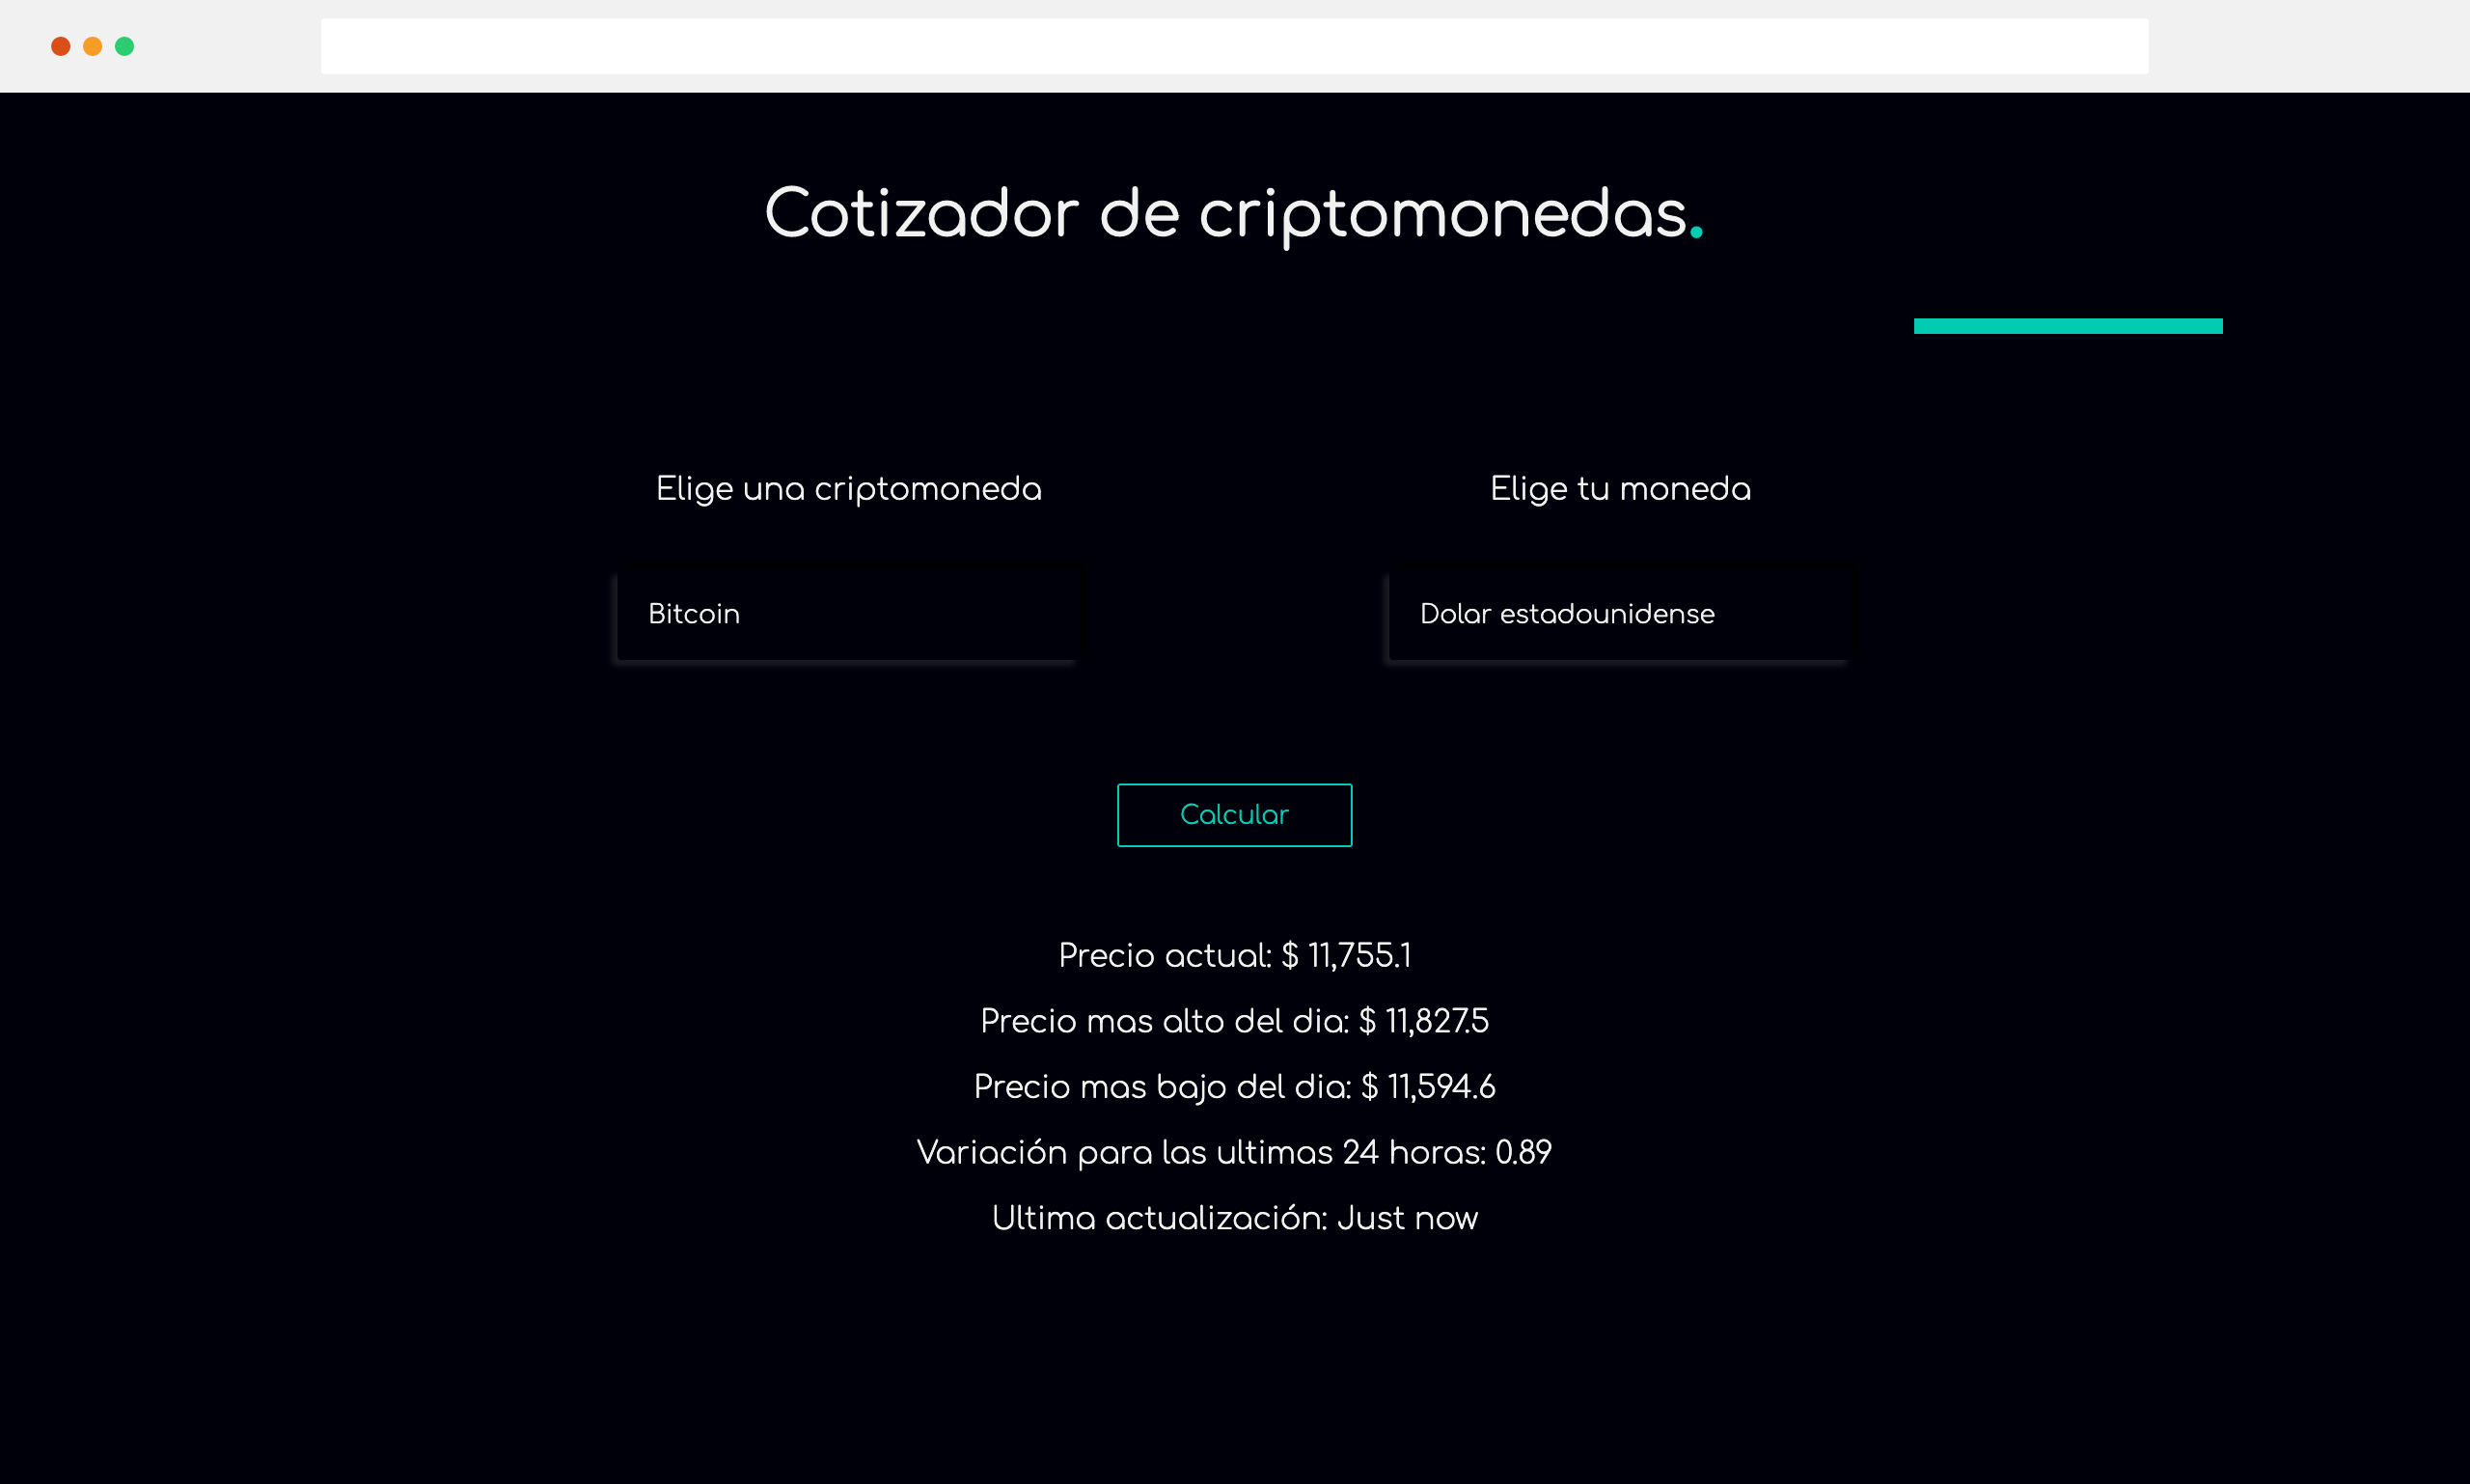 Cotizador de criptomonedas.
Elige una criptomoneda
Elige tu moneda
Bitcoin
Dolar estadounidense
Calcular
Precio actual: $ 11,755.1
Precio mas alto del dia: $ 11,827.5
Precio mas bajo del dia: $ 11,594.6
Variación para las ultimas 24 horas: 0.89
Ultima actualización: Just now